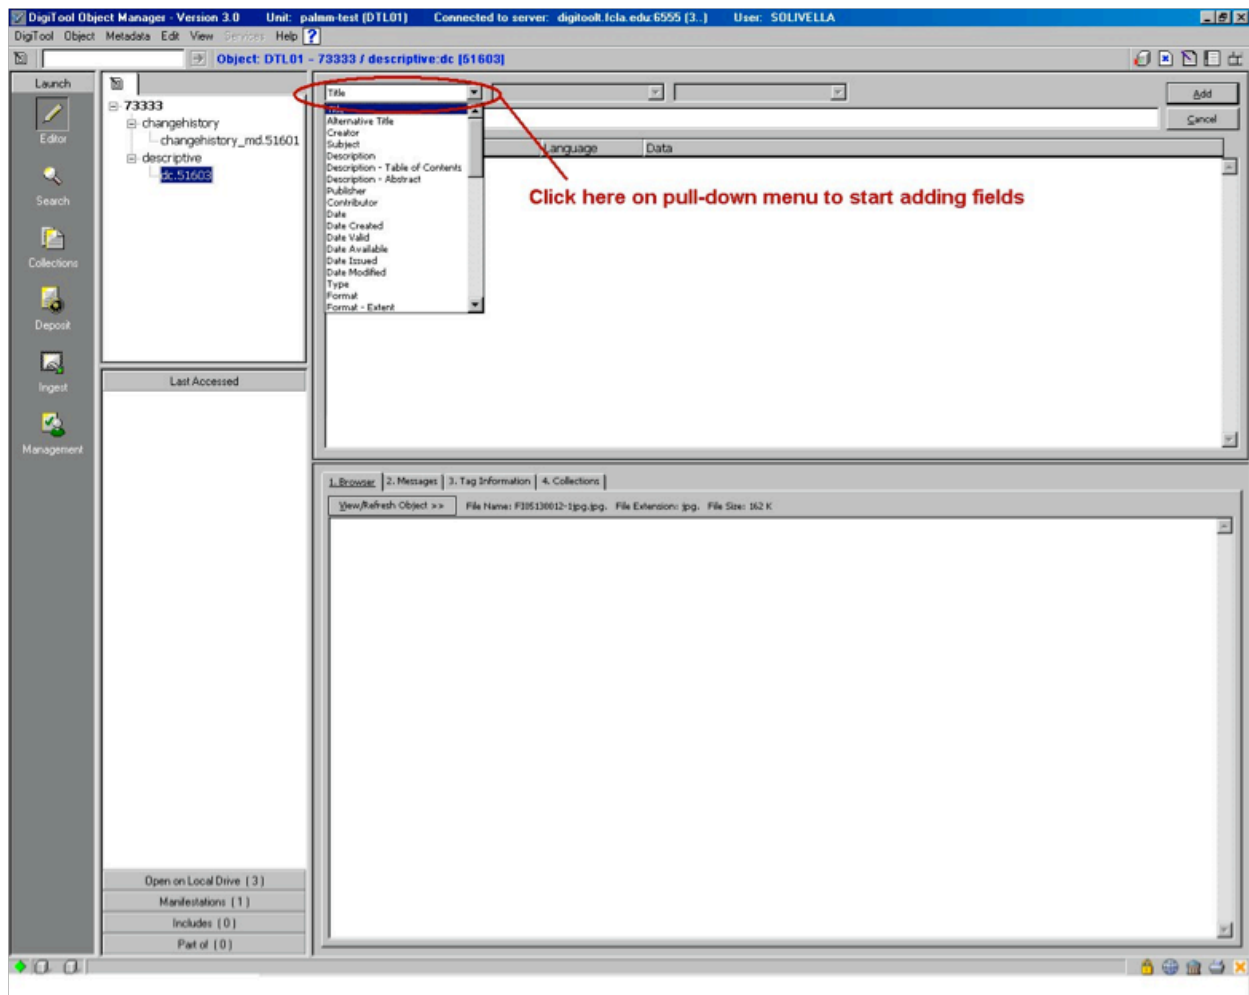 DigiTool Object Manager - Version 3.0 Unit: palmm-test (DTL01) Connected to server: digitoolt.fcla.edu:6555 (3..) User: SOLIVELLA
DigiTool Object Metadata Edit View Services Help ?
Object: DTL01 - 73333 / descriptive:dc [51603]
Launch
Editor
Search
Collections
Deposit
Ingest
Management
73333
changehistory
changehistory_md.51601
descriptive
dc.51603
Last Accessed
Open on Local Drive (3)
Manifestations (1)
Includes (0)
Part of (0)
Title
Add
Cancel
Title
Alternative Title
Creator
Subject
Description
Description - Table of Contents
Description - Abstract
Publisher
Contributor
Date
Date Created
Date Valid
Date Available
Date Issued
Date Modified
Type
Format
Format - Extent
Language Data
Click here on pull-down menu to start adding fields
1. Browser 2. Messages 3. Tag Information 4. Collections
View/Refresh Object >> File Name: File Extension: jpg. File Size: 162 K